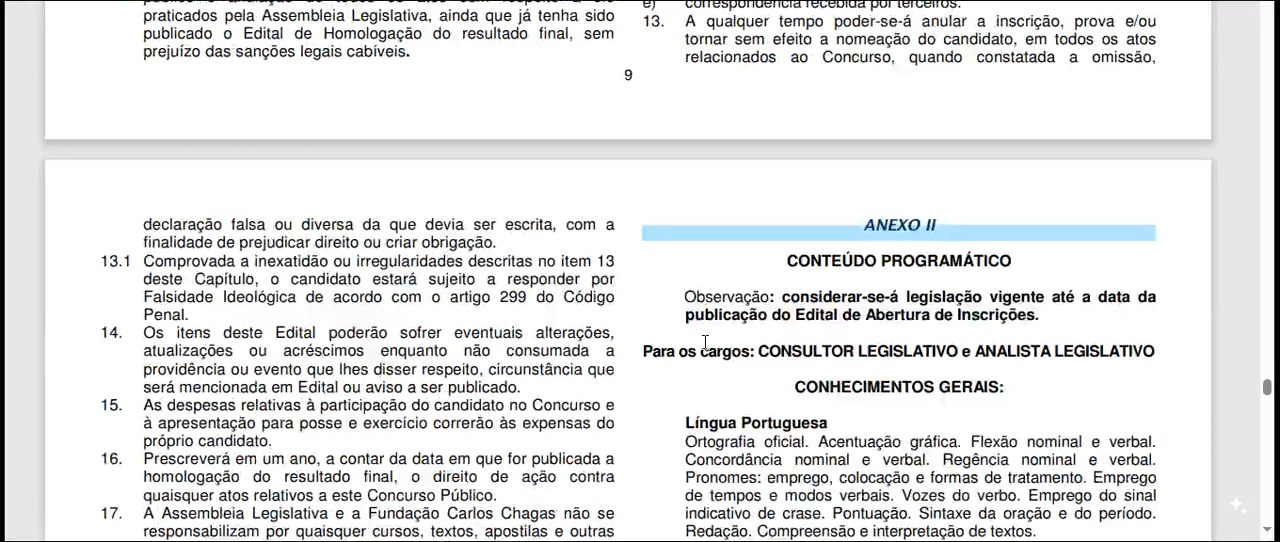 praticados pela Assembleia Legislativa, ainda que já tenha sido
publicado o Edital de Homologação do resultado final, sem
prejuízo das sanções legais cabíveis.
e) correspondência recebida por terceiros.
13. A qualquer tempo poder-se-á anular a inscrição, prova e/ou
tornar sem efeito a nomeação do candidato, em todos os atos
relacionados ao Concurso, quando constatada a omissão,
9
declaração falsa ou diversa da que devia ser escrita, com a
finalidade de prejudicar direito ou criar obrigação.
13.1 Comprovada a inexatidão ou irregularidades descritas no item 13
deste Capítulo, o candidato estará sujeito a responder por
Falsidade Ideológica de acordo com o artigo 299 do Código
Penal.
14. Os itens deste Edital poderão sofrer eventuais alterações,
atualizações ou acréscimos enquanto não consumada a
providência ou evento que lhes disser respeito, circunstância que
será mencionada em Edital ou aviso a ser publicado.
15. As despesas relativas à participação do candidato no Concurso e
à apresentação para posse e exercício correrão às expensas do
próprio candidato.
16. Prescreverá em um ano, a contar da data em que for publicada a
homologação do resultado final, o direito de ação contra
quaisquer atos relativos a este Concurso Público.
17. A Assembleia Legislativa e a Fundação Carlos Chagas não se
responsabilizam por quaisquer cursos, textos, apostilas e outras
ANEXO II
CONTEÚDO PROGRAMÁTICO
Observação: considerar-se-á legislação vigente até a data da
publicação do Edital de Abertura de Inscrições.
Para os cargos: CONSULTOR LEGISLATIVO e ANALISTA LEGISLATIVO
CONHECIMENTOS GERAIS:
Língua Portuguesa
Ortografia oficial. Acentuação gráfica. Flexão nominal e verbal.
Concordância nominal e verbal. Regência nominal e verbal.
Pronomes: emprego, colocação e formas de tratamento. Emprego
de tempos e modos verbais. Vozes do verbo. Emprego do sinal
indicativo de crase. Pontuação. Sintaxe da oração e do período.
Redação. Compreensão e interpretação de textos.